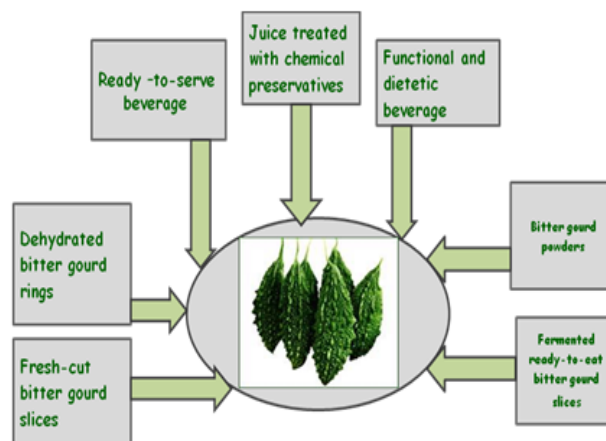 Juice treated
with chemical
preservatives
Ready -to-serve
beverage
Functional and
dietetic
beverage
Dehydrated
bitter gourd
rings
Bitter gourd
powders
Fresh-cut
bitter gourd
slices
Fermented
ready-to-eat
bitter gourd
slices